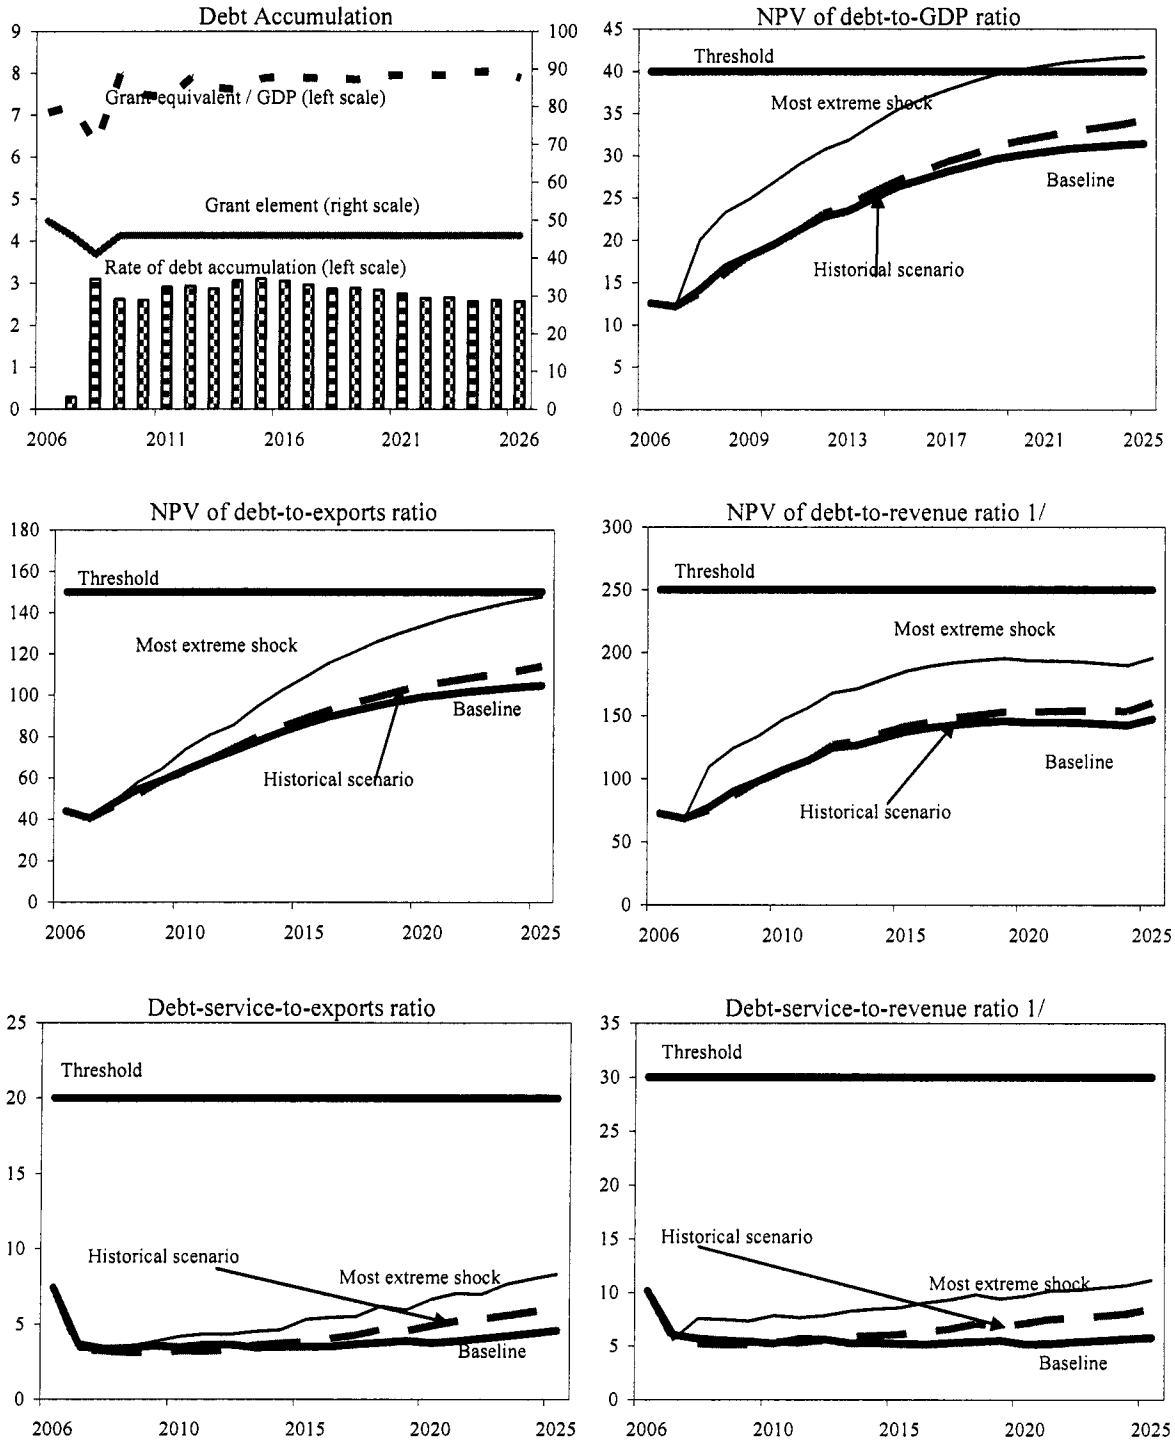 Debt Accumulation
9
8
7
6
5
4
3
2
1
0
100
90
80
70
60
50
40
30
20
10
0
Grant-equivalent / GDP (left scale)
Grant element (right scale)
Rate of debt accumulation (left scale)
2006 2011 2016 2021 2026
NPV of debt-to-GDP ratio
45
40
35
30
25
20
15
10
5
0
Threshold
Most extreme shock
Baseline
Historical scenario
2006 2009 2013 2017 2021 2025
NPV of debt-to-exports ratio
180
160
140
120
100
80
60
40
20
0
Threshold
Most extreme shock
Baseline
Historical scenario
2006 2010 2015 2020 2025
NPV of debt-to-revenue ratio 1/
300
250
200
150
100
50
0
Threshold
Most extreme shock
Baseline
Historical scenario
2006 2010 2015 2020 2025
Debt-service-to-exports ratio
25
20
15
10
5
0
Threshold
Historical scenario
Most extreme shock
Baseline
2006 2010 2015 2020 2025
Debt-service-to-revenue ratio 1/
35
30
25
20
15
10
5
0
Threshold
Historical scenario
Most extreme shock
Baseline
2006 2010 2015 2020 2025